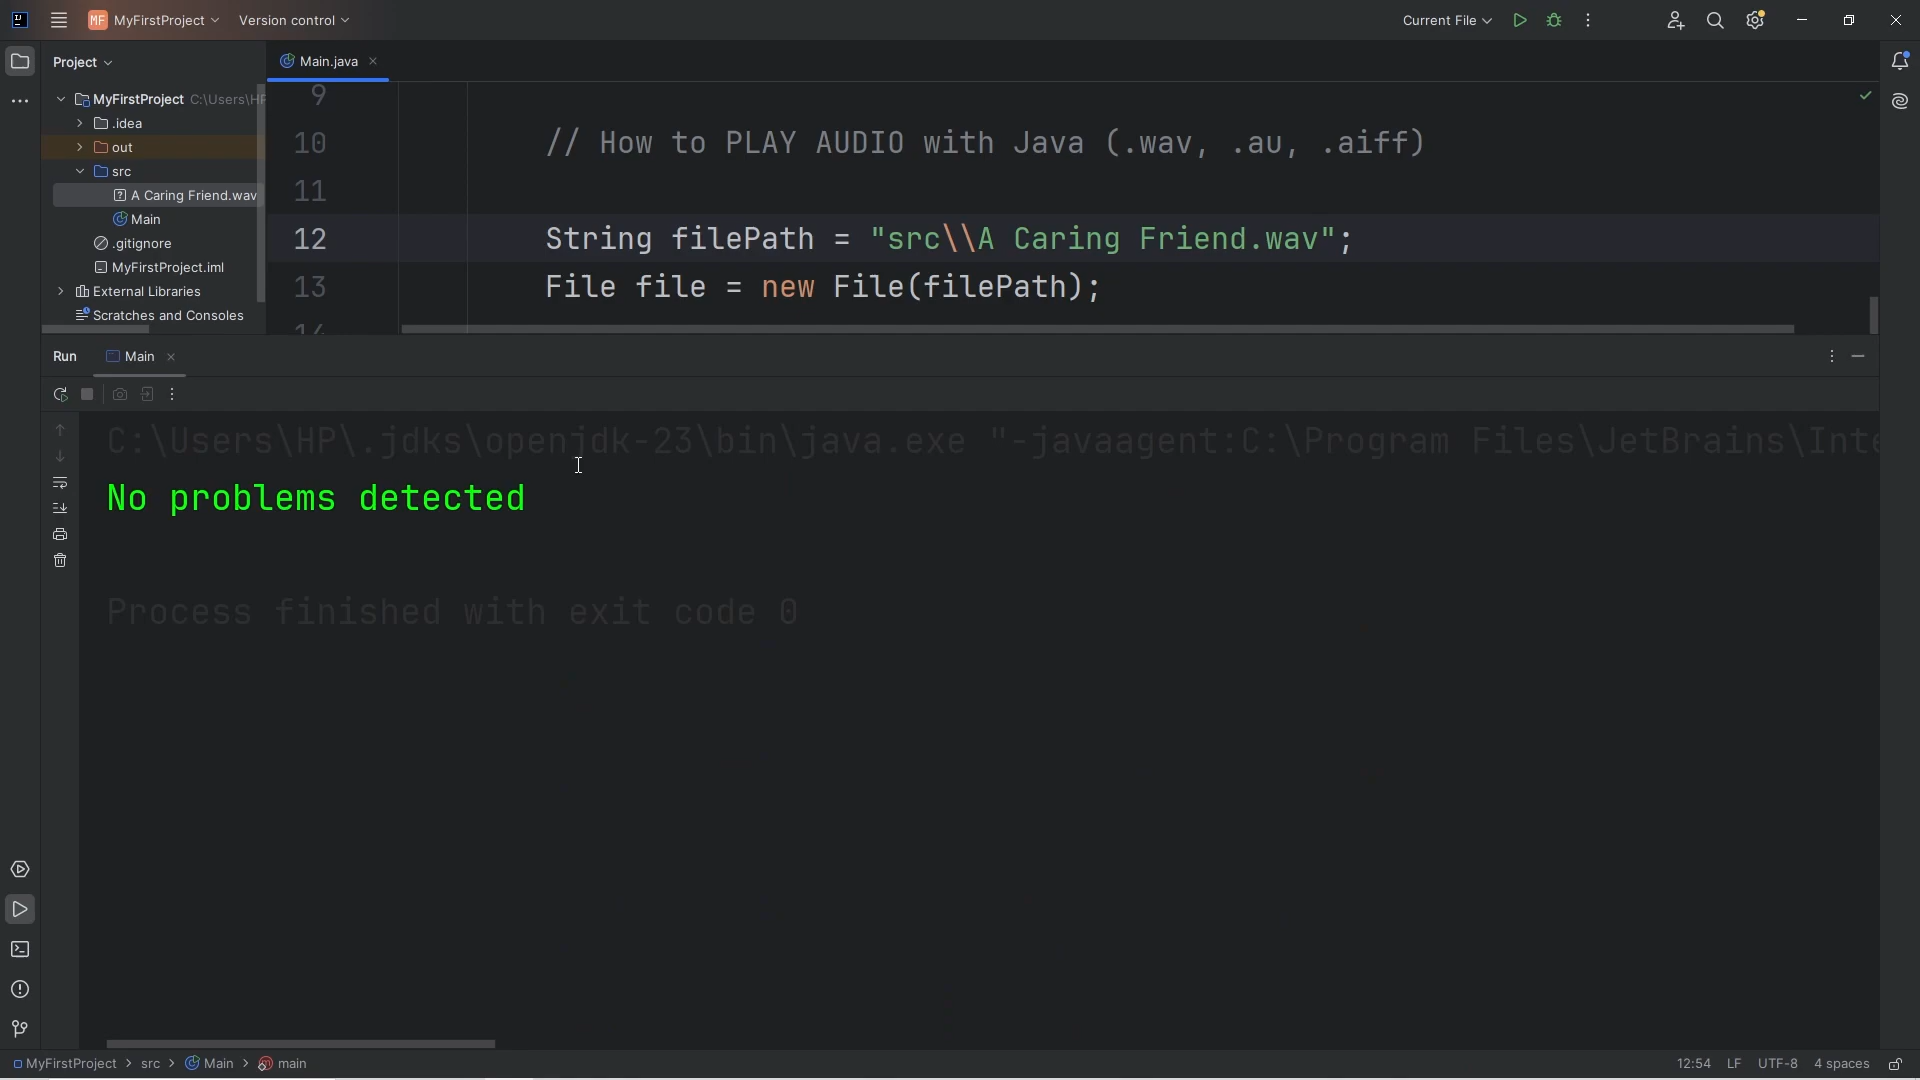 MF MyFirstProject Version control Current File
Project
Main.java
MyFirstProject C:\Users\HP
.idea
out
src
A Caring Friend.wav
Main
.gitignore
MyFirstProject.iml
External Libraries
Scratches and Consoles
9
10 // How to PLAY AUDIO with Java (.wav, .au, .aiff)
11
12 String filePath = "src\\A Caring Friend.wav";
13 File file = new File(filePath);
14
Run Main
C:\Users\HP\.jdks\openjdk-23\bin\java.exe "-javaagent:C:\Program Files\JetBrains\Inte
No problems detected
Process finished with exit code 0
MyFirstProject > src > Main > main 12:54 LF UTF-8 4 spaces